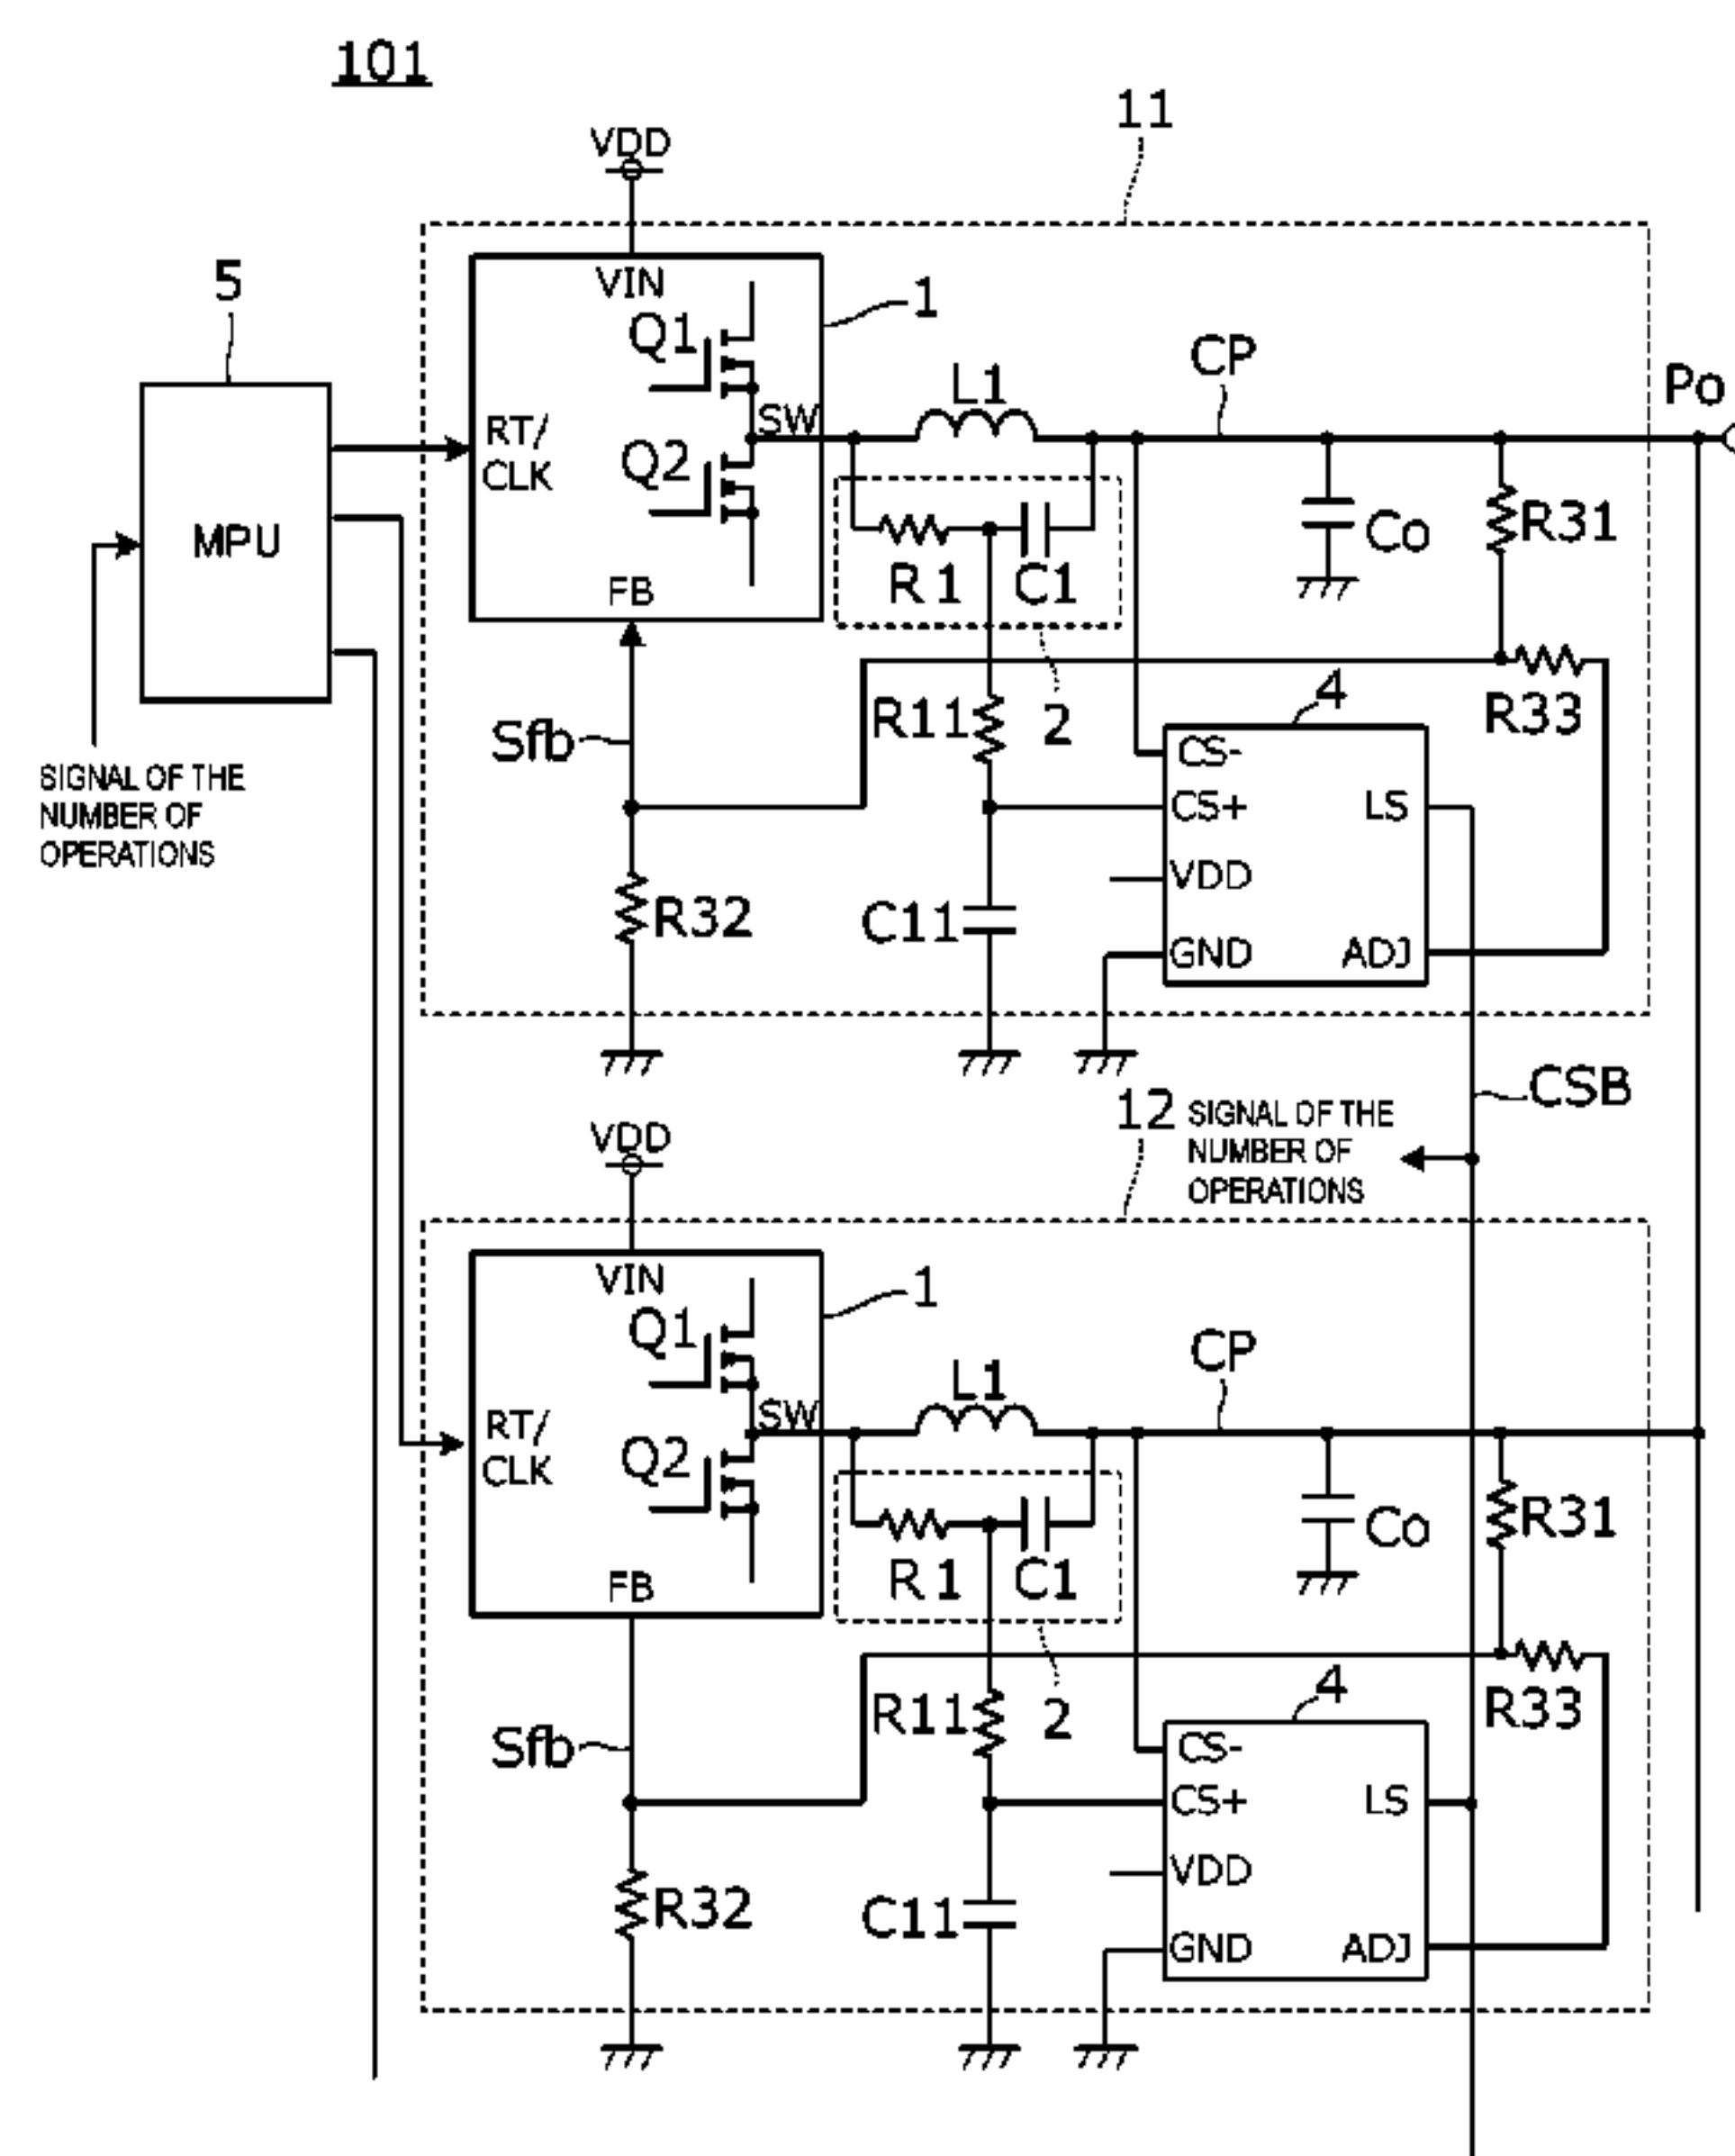 101
11
VDD
5
VIN
1
Q1
CP
L1
Po
RT/
CLK
SW
Q2
MPU
Co
R31
R1
C1
FB
Sfb
R11
2
4
R33
SIGNAL OF THE
NUMBER OF
OPERATIONS
CS-
CS+
LS
VDD
R32
C11
GND
ADJ
CSB
12
SIGNAL OF THE
NUMBER OF
OPERATIONS
VDD
VIN
1
Q1
CP
L1
RT/
CLK
SW
Q2
Co
R31
R1
C1
FB
Sfb
R11
2
4
R33
CS-
CS+
LS
VDD
R32
C11
GND
ADJ